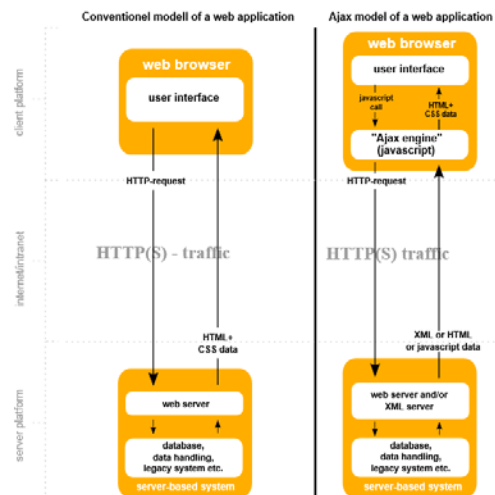 Conventionel modell of a web application
web browser
user interface
HTTP-request
HTTP(S) - traffic
HTML+
CSS data
web server
database,
data handling,
legacy system etc.
server-based system
Ajax model of a web application
web browser
user interface
javascript
call
HTML+
CSS data
"Ajax engine"
(javascript)
HTTP-request
HTTP(S) traffic
XML or HTML
or javascript data
web server and/or
XML server
database,
data handling,
legacy system etc.
server-based system
client platform
internet/intranet
server platform